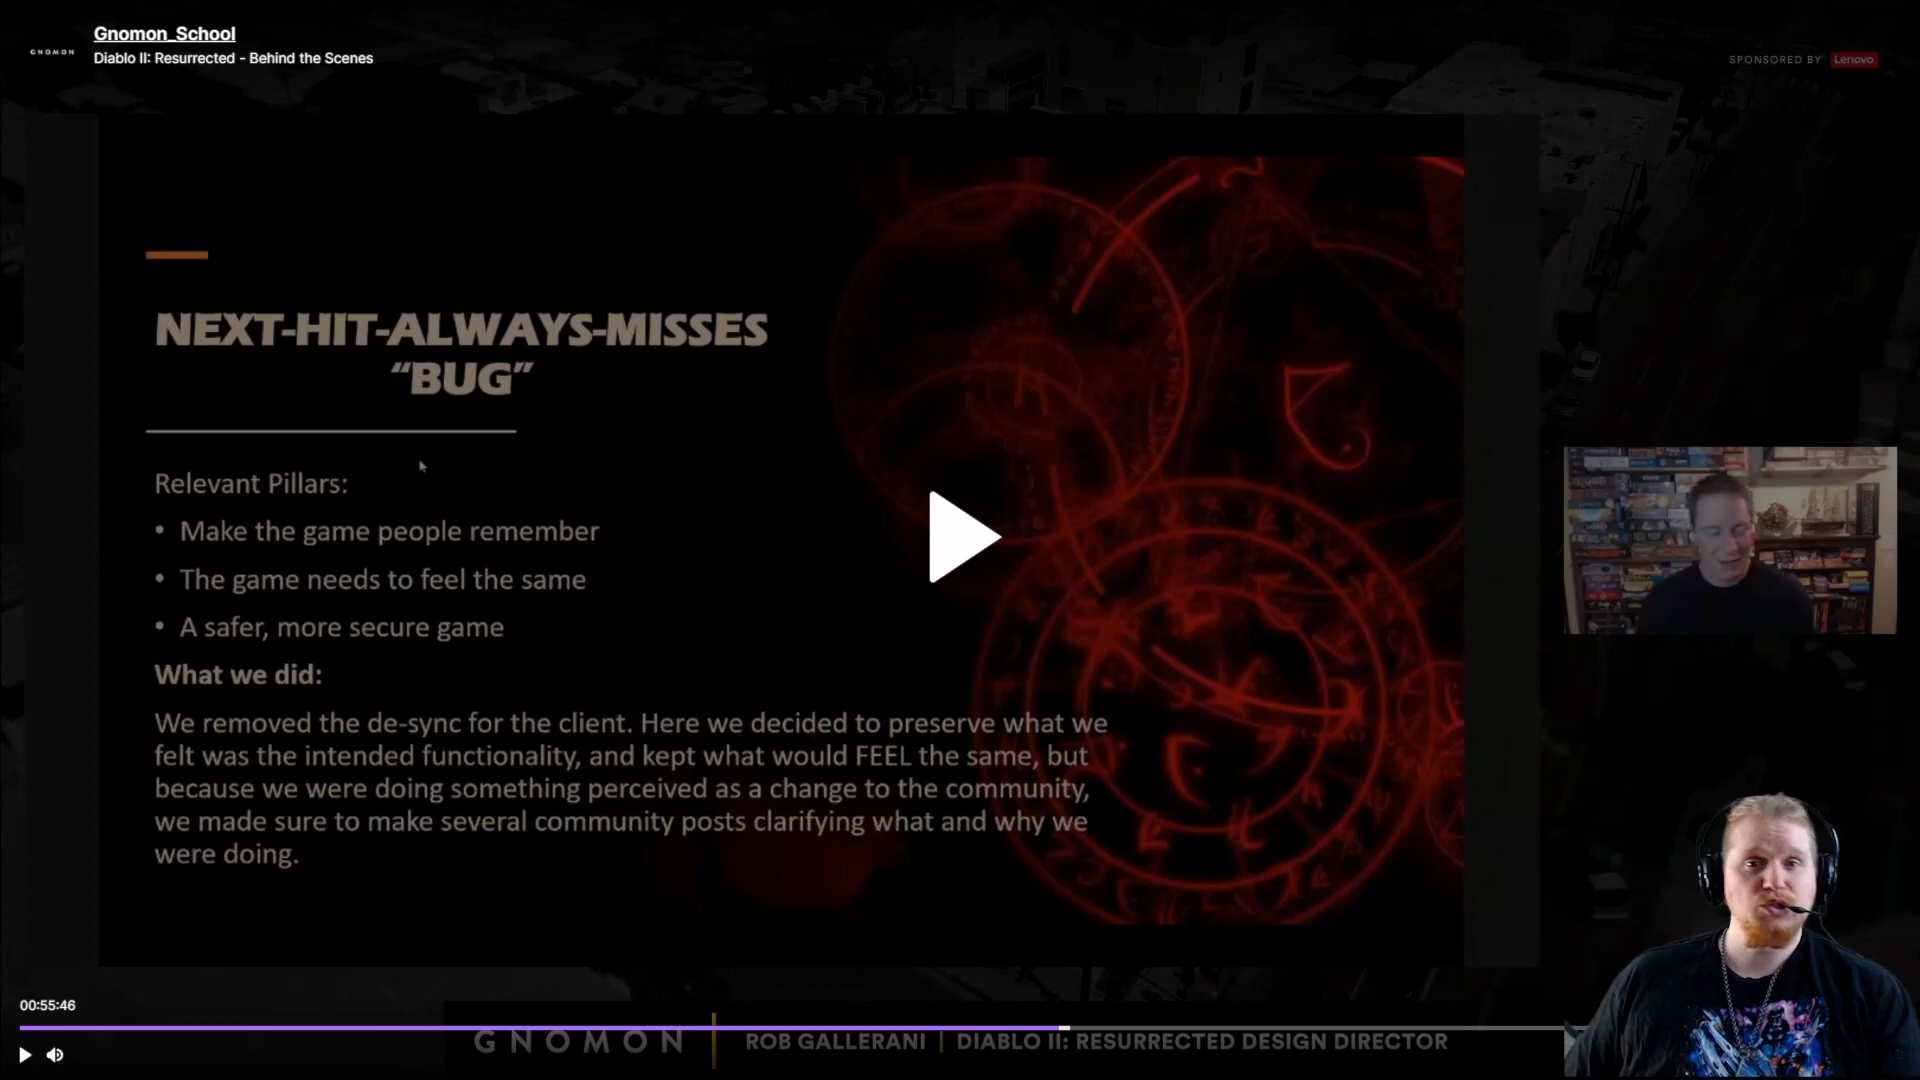 Gnomon_School
GNOMON
Diablo II: Resurrected - Behind the Scenes
SPONSORED BY Lenovo
NEXT-HIT-ALWAYS-MISSES
“BUG”
Relevant Pillars:
• Make the game people remember
• The game needs to feel the same
• A safer, more secure game
What we did:
We removed the de-sync for the client. Here we decided to preserve what we
felt was the intended functionality, and kept what would FEEL the same, but
because we were doing something perceived as a change to the community,
we made sure to make several community posts clarifying what and why we
were doing.
00:55:46
GNOMON ROB GALLERANI DIABLO II: RESURRECTED DESIGN DIRECTOR